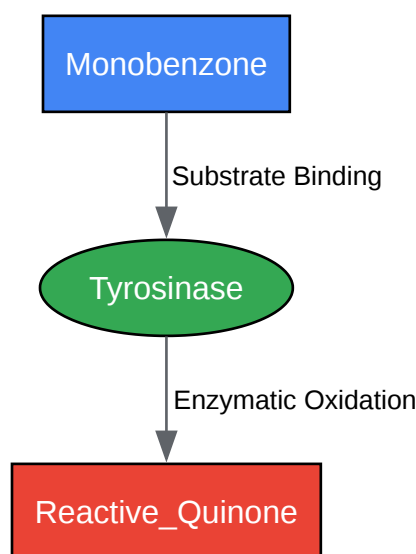 Monobenzone
Substrate Binding
Tyrosinase
Enzymatic Oxidation
Reactive_Quinone